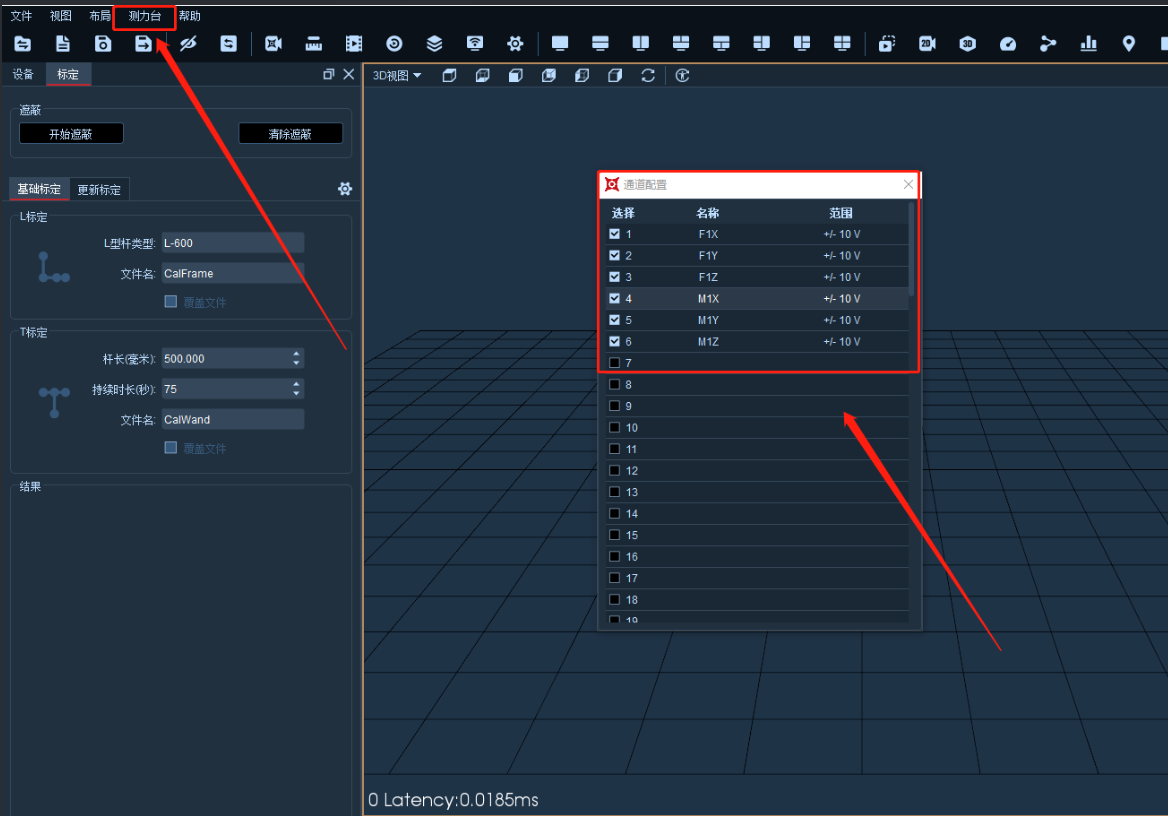 文件 视图 布局 测力台 帮助
设备 标定
3D视图
遮蔽
开始遮蔽 清除遮蔽
基础标定 更新标定
L标定
L型杆类型: L-600
文件名: CalFrame
覆盖文件
T标定
杆长(毫米): 500.000
持续时长(秒): 75
文件名: CalWand
覆盖文件
结果
通道配置
选择 名称 范围
1 F1X +/- 10 V
2 F1Y +/- 10 V
3 F1Z +/- 10 V
4 M1X +/- 10 V
5 M1Y +/- 10 V
6 M1Z +/- 10 V
7
8
9
10
11
12
13
14
15
16
17
18
19
0 Latency:0.0185ms